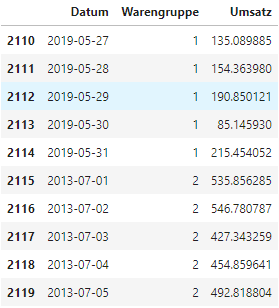 Datum Warengruppe Umsatz
2110 2019-05-27 1 135.089885
2111 2019-05-28 1 154.363980
2112 2019-05-29 1 190.850121
2113 2019-05-30 1 85.145930
2114 2019-05-31 1 215.454052
2115 2013-07-01 2 535.856285
2116 2013-07-02 2 546.780787
2117 2013-07-03 2 427.343259
2118 2013-07-04 2 454.859641
2119 2013-07-05 2 492.818804